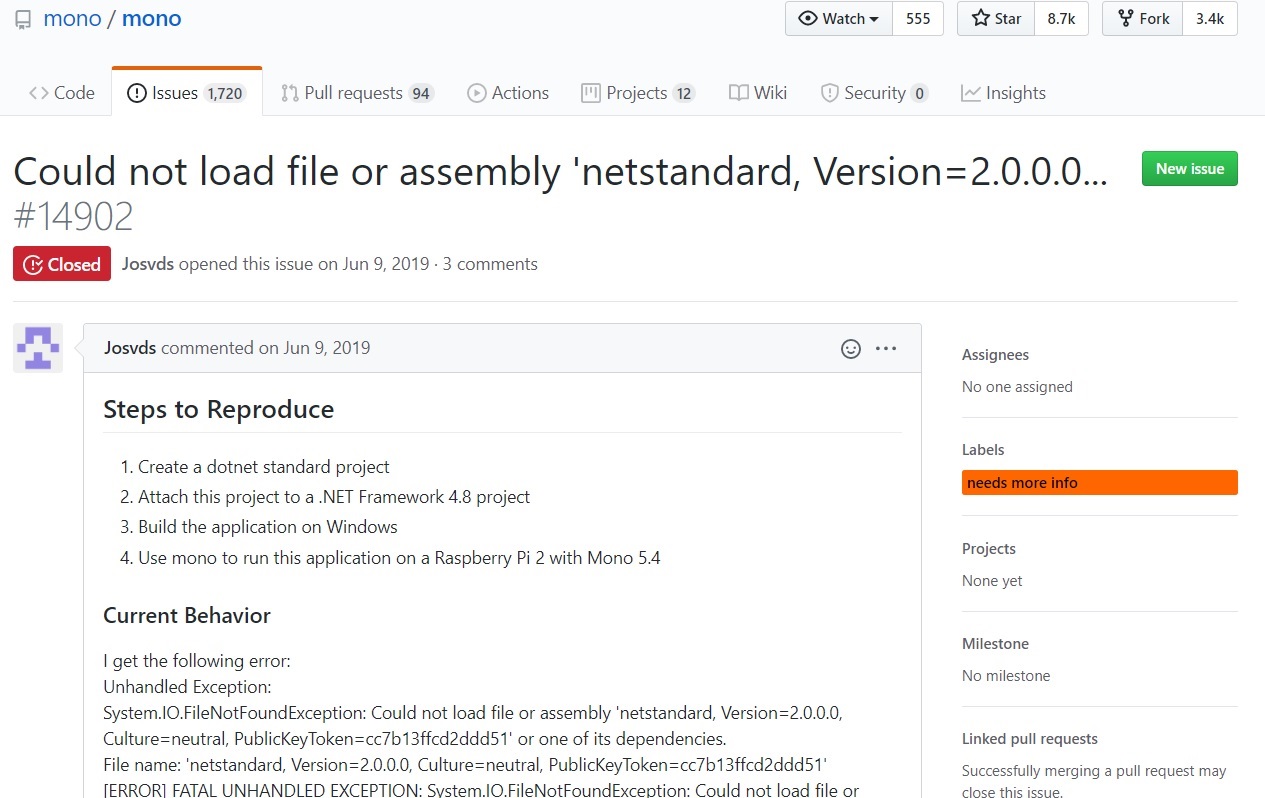 mono / mono
Watch 555 Star 8.7k Fork 3.4k
Code Issues 1,720 Pull requests 94 Actions Projects 12 Wiki Security 0 Insights
Could not load file or assembly 'netstandard, Version=2.0.0.0...
New issue
#14902
Closed Josvds opened this issue on Jun 9, 2019 · 3 comments
Josvds commented on Jun 9, 2019
Steps to Reproduce
1. Create a dotnet standard project
2. Attach this project to a .NET Framework 4.8 project
3. Build the application on Windows
4. Use mono to run this application on a Raspberry Pi 2 with Mono 5.4
Current Behavior
I get the following error:
Unhandled Exception:
System.IO.FileNotFoundException: Could not load file or assembly 'netstandard, Version=2.0.0.0,
Culture=neutral, PublicKeyToken=cc7b13ffcd2ddd51' or one of its dependencies.
File name: 'netstandard, Version=2.0.0.0, Culture=neutral, PublicKeyToken=cc7b13ffcd2ddd51'
[ERROR] FATAL UNHANDLED EXCEPTION: System.IO.FileNotFoundException: Could not load file or
Assignees
No one assigned
Labels
needs more info
Projects
None yet
Milestone
No milestone
Linked pull requests
Successfully merging a pull request may
close this issue.